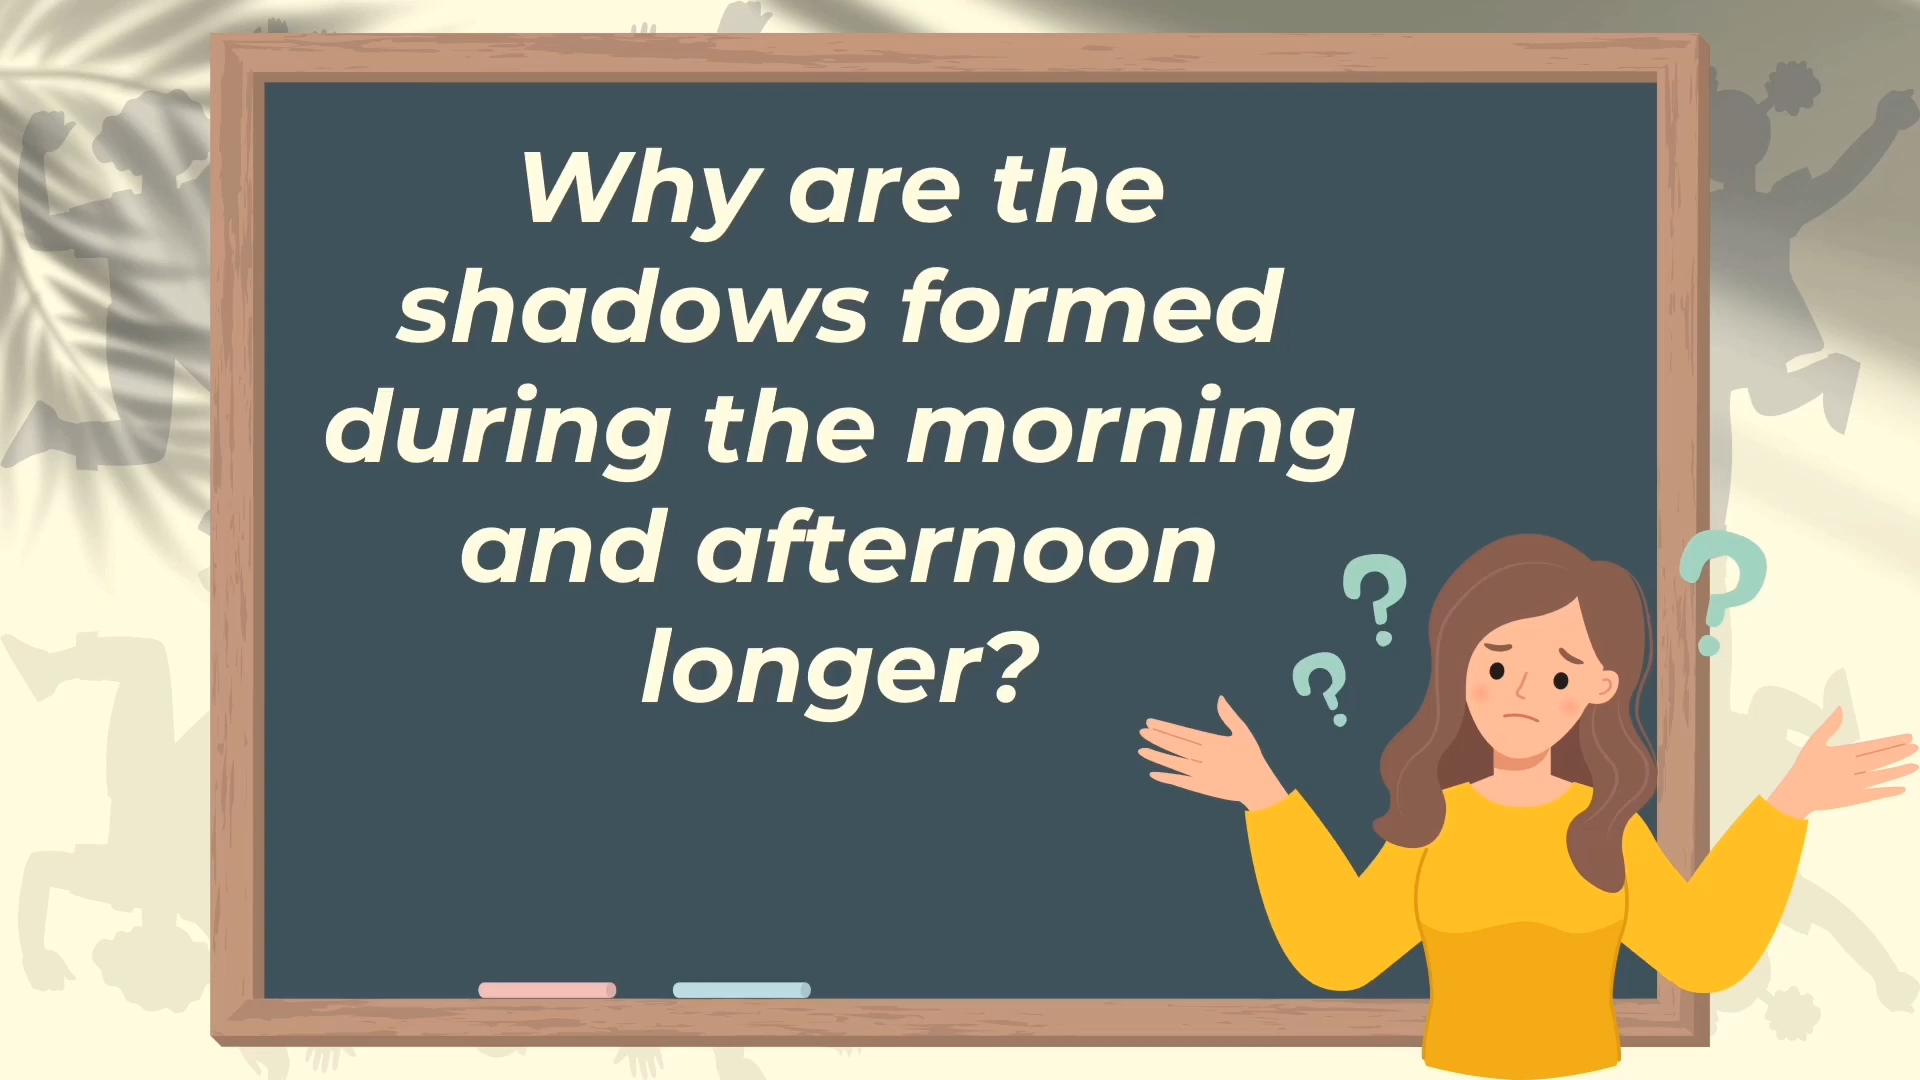 Why are the
shadows formed
during the morning
and afternoon
longer?